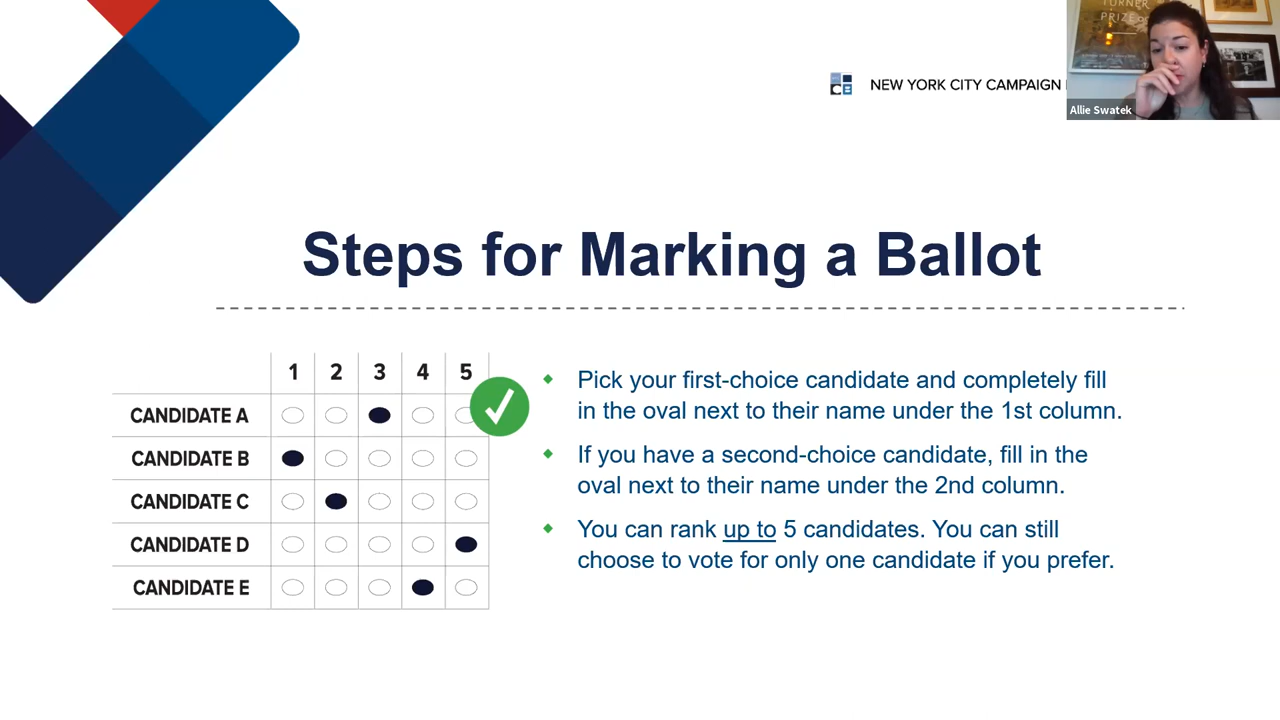 TURNER
PRIZE
NEW YORK CITY CAMPAIGN
Allie Swatek
Steps for Marking a Ballot
1 2 3 4 5
CANDIDATE A
CANDIDATE B
CANDIDATE C
CANDIDATE D
CANDIDATE E
Pick your first-choice candidate and completely fill
in the oval next to their name under the 1st column.
If you have a second-choice candidate, fill in the
oval next to their name under the 2nd column.
You can rank up to 5 candidates. You can still
choose to vote for only one candidate if you prefer.